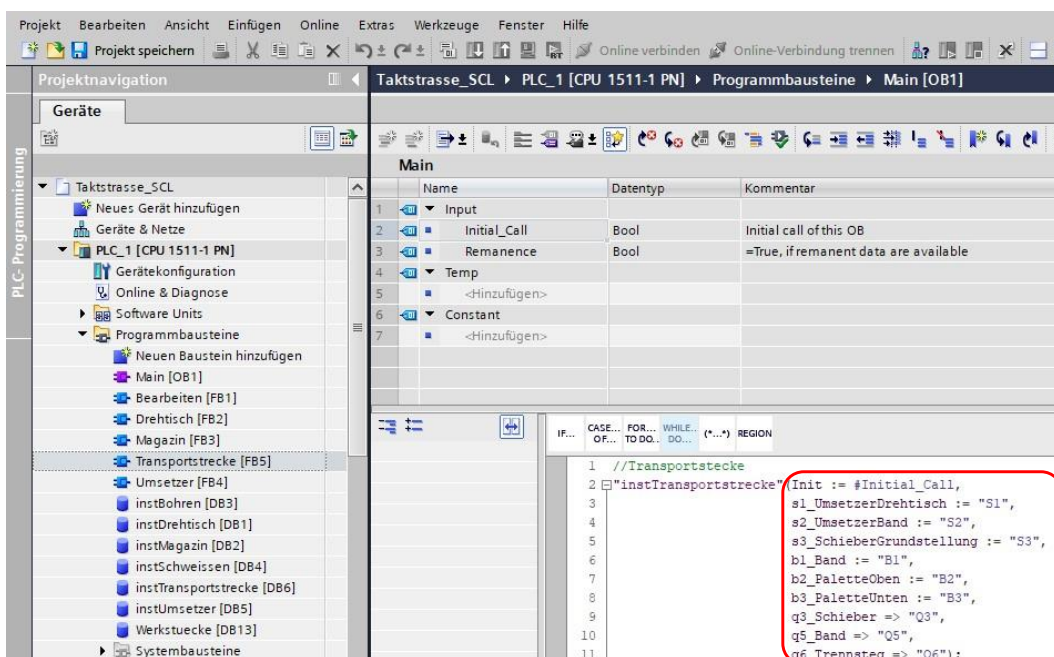 Projekt Bearbeiten Ansicht Einfügen Online Extras Werkzeuge Fenster Hilfe
Projekt speichern Online verbinden Online-Verbindung trennen
Projektnavigation
Taktstrasse_SCL PLC_1 [CPU 1511-1 PN] Programmbausteine Main [OB1]
Geräte
PLC-Programmierung
Taktstrasse_SCL
Neues Gerät hinzufügen
Geräte & Netze
PLC_1 [CPU 1511-1 PN]
Gerätekonfiguration
Online & Diagnose
Software Units
Programmbausteine
Neuen Baustein hinzufügen
Main [OB1]
Bearbeiten [FB1]
Drehtisch [FB2]
Magazin [FB3]
Transportstrecke [FB5]
Umsetzer [FB4]
instBohren [DB3]
instDrehtisch [DB1]
instMagazin [DB2]
instSchweissen [DB4]
instTransportstrecke [DB6]
instUmsetzer [DB5]
Werkstuecke [DB13]
Systembausteine
Main
Name Datentyp Kommentar
1 Input
2 Initial_Call Bool Initial call of this OB
3 Remanence Bool =True, if remanent data are available
4 Temp
5 <Hinzufügen>
6 Constant
7 <Hinzufügen>
IF... CASE... OF... FOR... TO DO... WHILE.. DO... (*...*) REGION
1 //Transportstecke
2 "instTransportstrecke"(Init := #Initial_Call,
3 s1_UmsetzerDrehtisch := "S1",
4 s2_UmsetzerBand := "S2",
5 s3_SchieberGrundstellung := "S3",
6 b1_Band := "B1",
7 b2_PaletteOben := "B2",
8 b3_PaletteUnten := "B3",
9 q3_Schieber => "Q3",
10 q5_Band => "Q5",
11 q6_Trennsteg => "Q6");